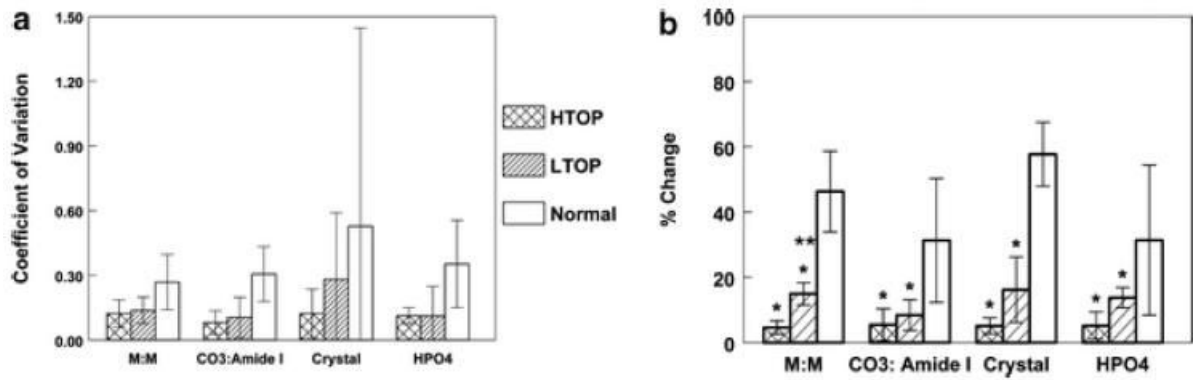 a
Coefficient of Variation
1.50
1.20
0.90
0.60
0.30
0.00
M:M
CO3:Amide I
Crystal
HPO4
HTOP
LTOP
Normal
b
% Change
100
80
60
40
20
0
*
**
*
*
*
*
*
*
*
M:M
CO3: Amide I
Crystal
HPO4